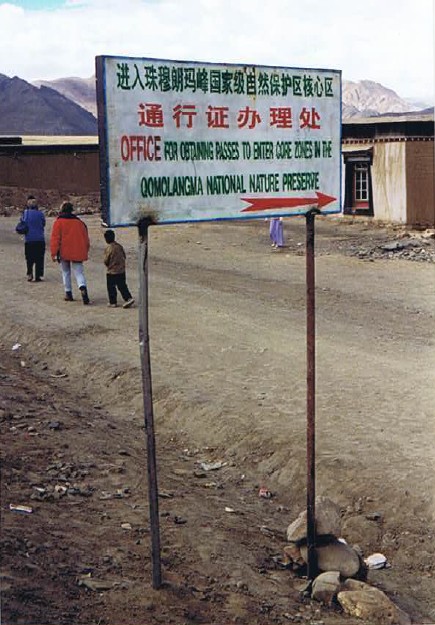 进入珠穆朗玛峰国家级自然保护区核心区
通行证办理处
OFFICE FOR OBTAINING PASSES TO ENTER CORE ZONES IN THE
QOMOLANGMA NATIONAL NATURE PRESERVE